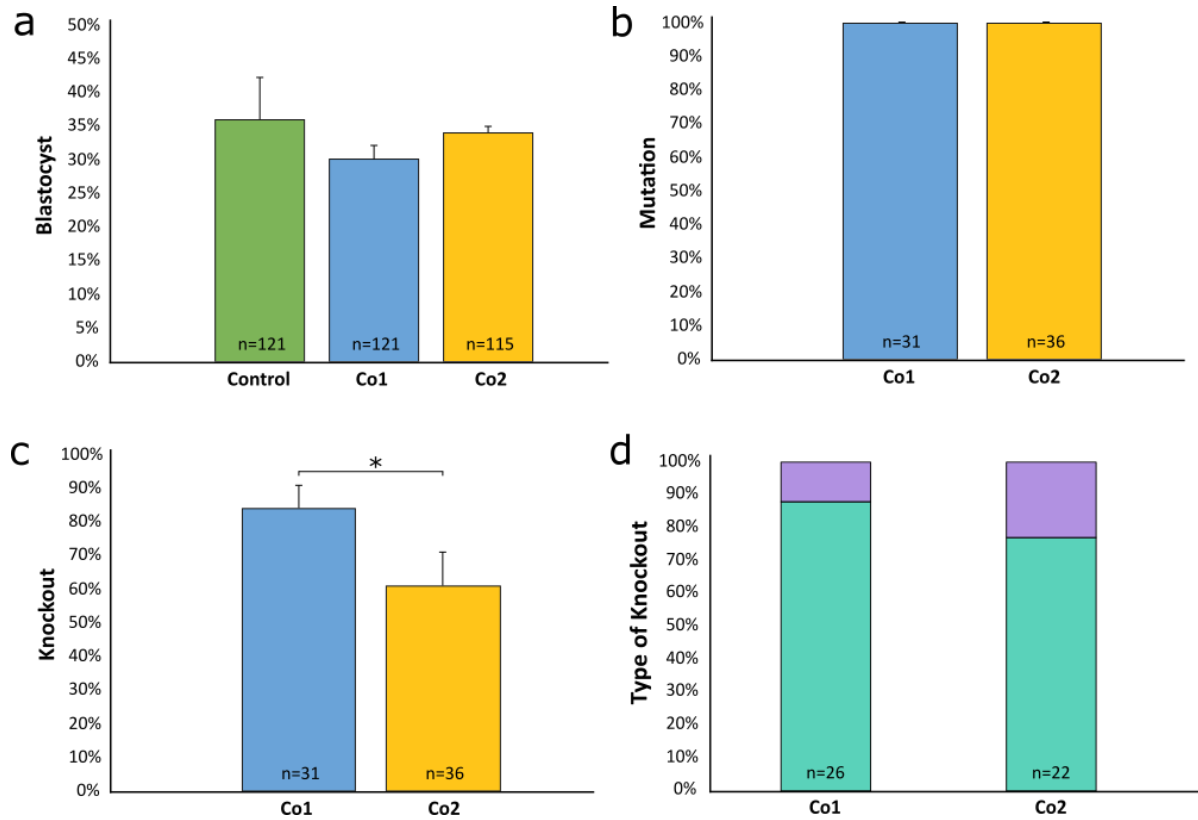 a
50%
45%
40%
35%
30%
25%
20%
15%
10%
5%
0%
Blastocyst
n=121
n=121
n=115
Control
Co1
Co2
b
100%
90%
80%
70%
60%
50%
40%
30%
20%
10%
0%
Mutation
n=31
n=36
Co1
Co2
c
100%
90%
80%
70%
60%
50%
40%
30%
20%
10%
0%
Knockout
*
n=31
n=36
Co1
Co2
d
100%
90%
80%
70%
60%
50%
40%
30%
20%
10%
0%
Type of Knockout
n=26
n=22
Co1
Co2